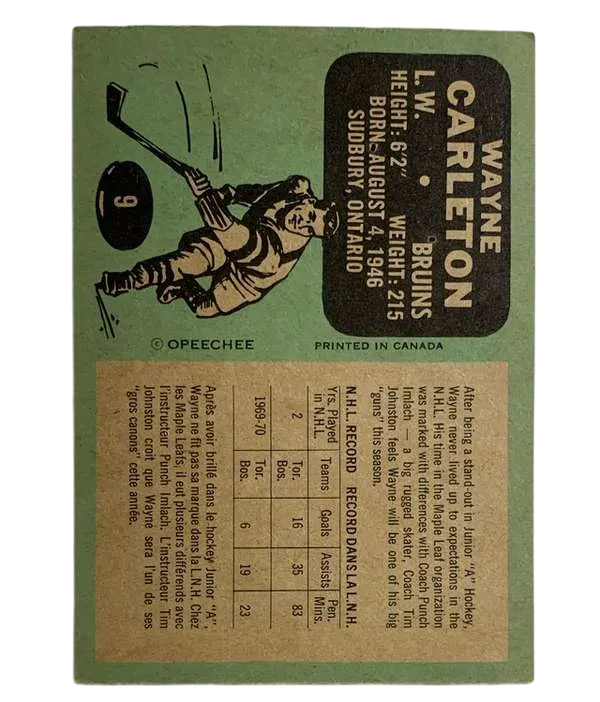 WAYNE
CARLETON
L.W. • BRUINS
HEIGHT: 6'2" WEIGHT: 215
BORN: AUGUST 4, 1946
SUDBURY, ONTARIO
9
© OPEECHEE
PRINTED IN CANADA
After being a stand-out in Junior "A" Hockey,
Wayne never lived up to expectations in the
N.H.L. His time in the Maple Leaf organization
was marked with differences with Coach Punch
Imlach — a big rugged skater, Coach Tim
Johnston feels Wayne will be one of his big
"guns" this season.
N.H.L. RECORD RECORD DANS LA L.N.H.
Yrs. Played in N.H.L. Teams Goals Assists Pen. Mins.
2 Tor. Bos. 16 35 83
1969-70 Tor. Bos. 6 19 23
Après avoir brillé dans le hockey Junior "A",
Wayne ne fit pas sa marque dans la L.N.H. Chez
les Maple Leafs, il eut plusieurs différends avec
l'instructeur Punch Imlach. L'instructeur Tim
Johnston croit que Wayne sera l'un de ses
"gros canons" cette année.